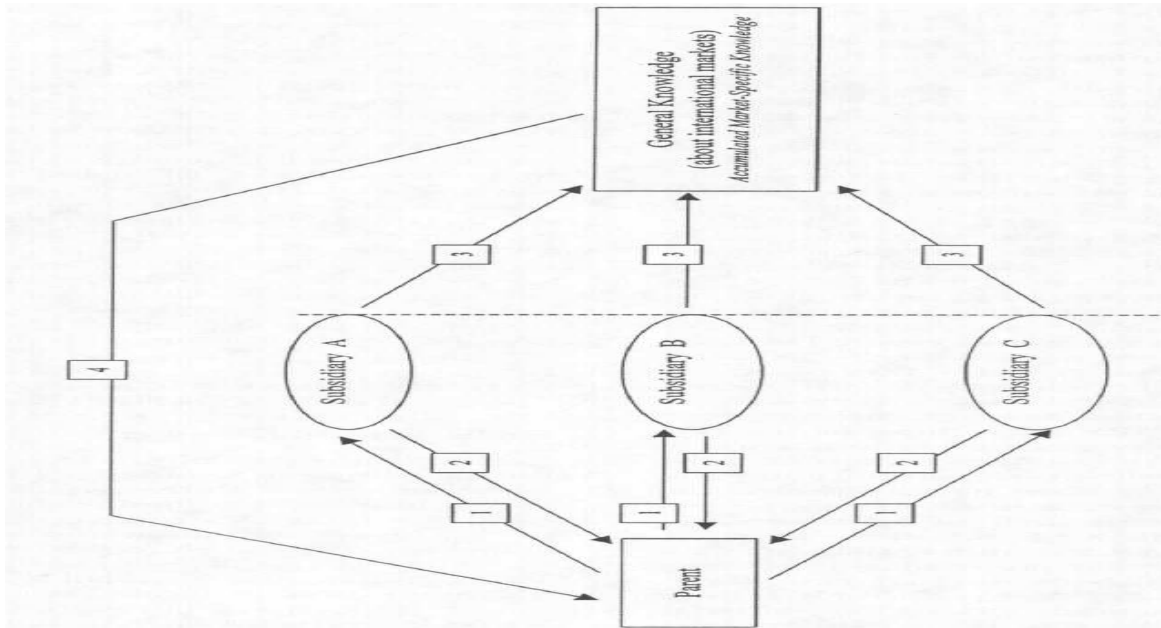 4
General Knowledge
(about international markets)
Accumulated Market-Specific Knowledge
3
3
3
Subsidiary A
Subsidiary B
Subsidiary C
2
1
1
2
2
1
Parent